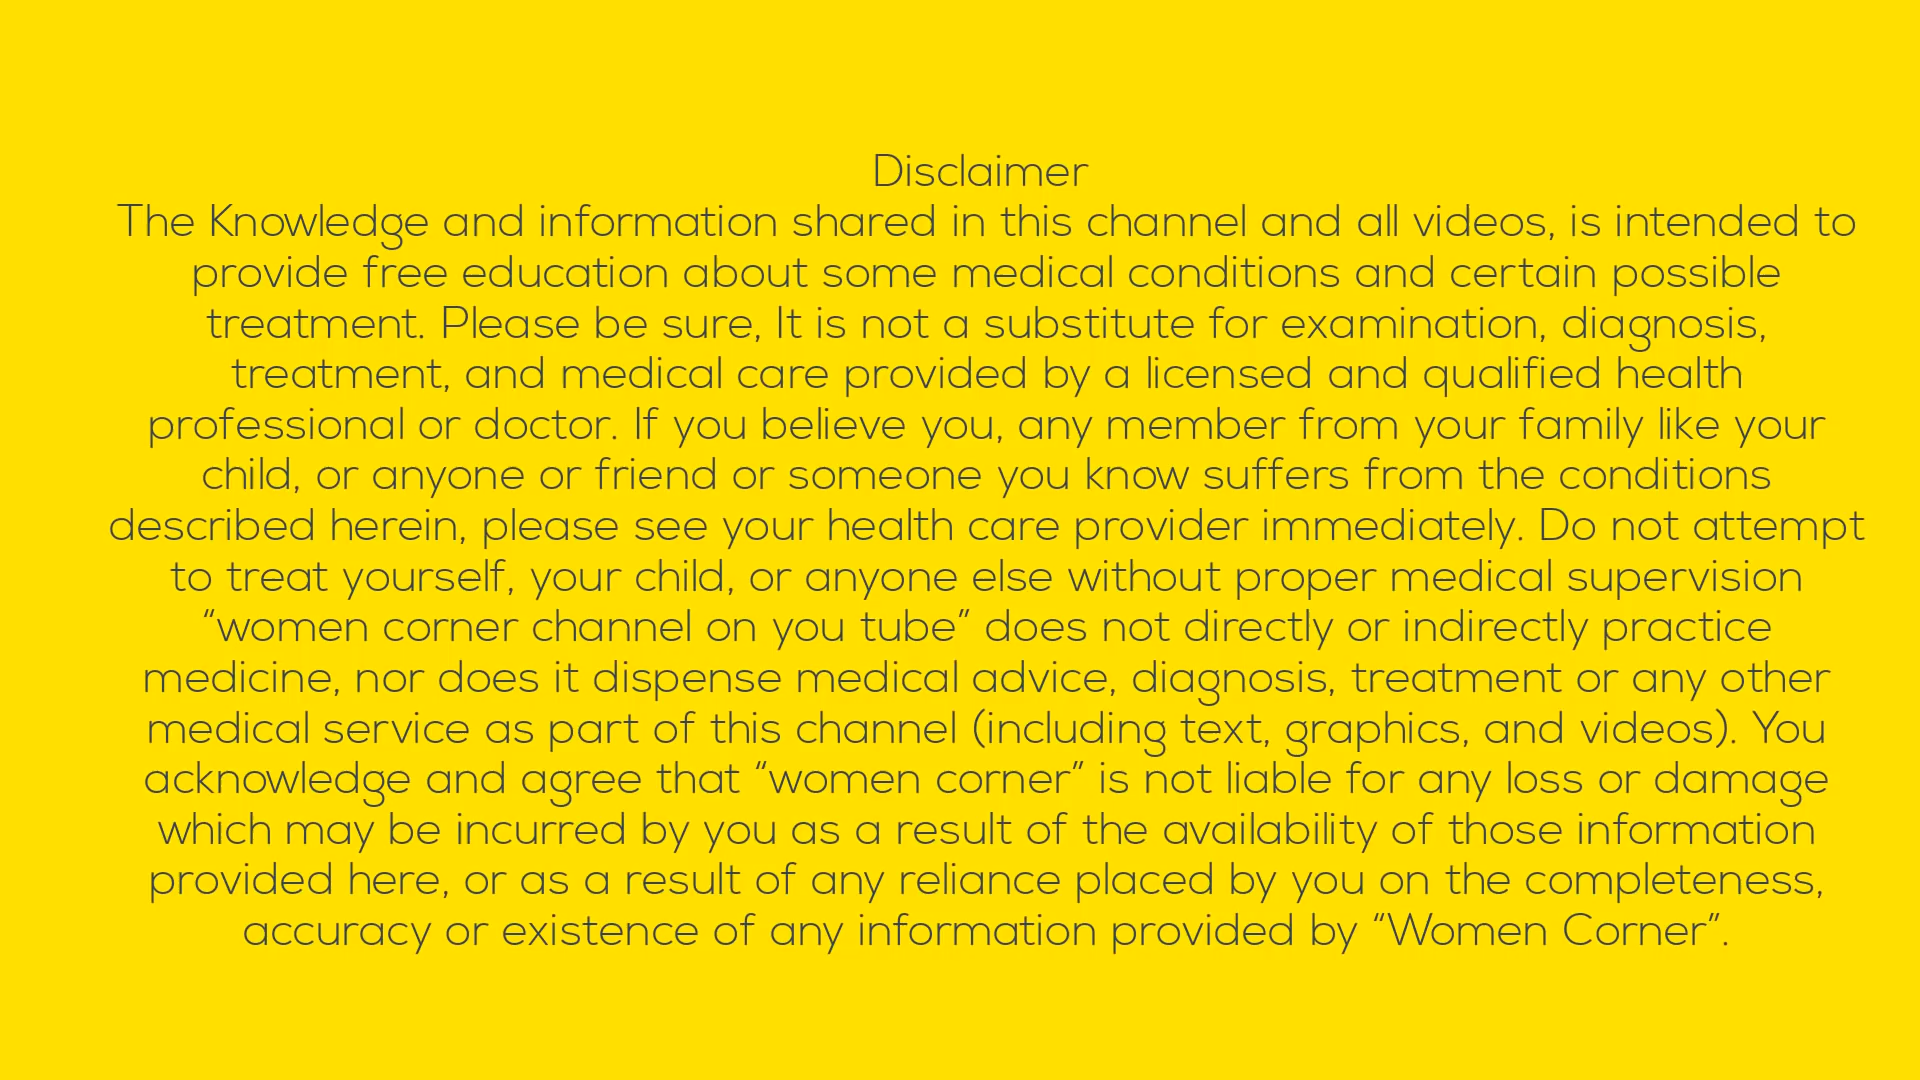 Disclaimer
The Knowledge and information shared in this channel and all videos, is intended to
provide free education about some medical conditions and certain possible
treatment. Please be sure, It is not a substitute for examination, diagnosis,
treatment, and medical care provided by a licensed and qualified health
professional or doctor. If you believe you, any member from your family like your
child, or anyone or friend or someone you know suffers from the conditions
described herein, please see your health care provider immediately. Do not attempt
to treat yourself, your child, or anyone else without proper medical supervision
“women corner channel on you tube” does not directly or indirectly practice
medicine, nor does it dispense medical advice, diagnosis, treatment or any other
medical service as part of this channel (including text, graphics, and videos). You
acknowledge and agree that “women corner” is not liable for any loss or damage
which may be incurred by you as a result of the availability of those information
provided here, or as a result of any reliance placed by you on the completeness,
accuracy or existence of any information provided by “Women Corner”.